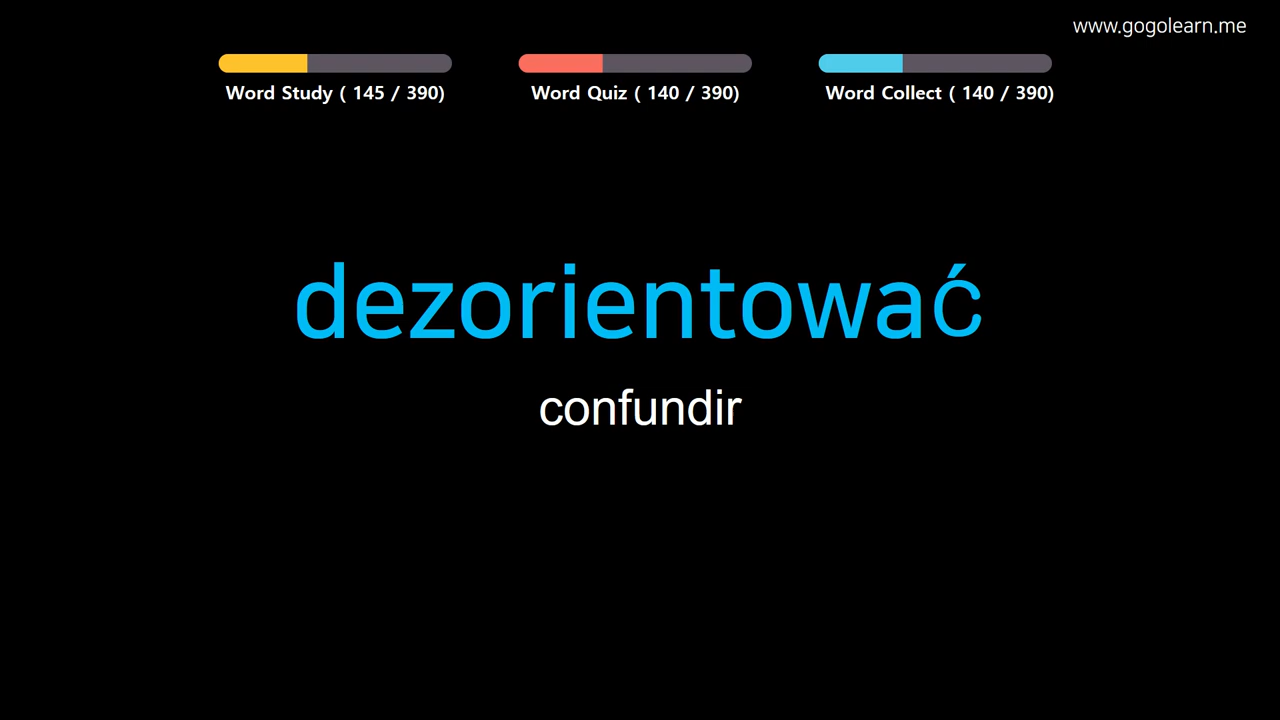 www.gogolearn.me
Word Study ( 145 / 390)
Word Quiz ( 140 / 390)
Word Collect ( 140 / 390)
dezorientować
confundir